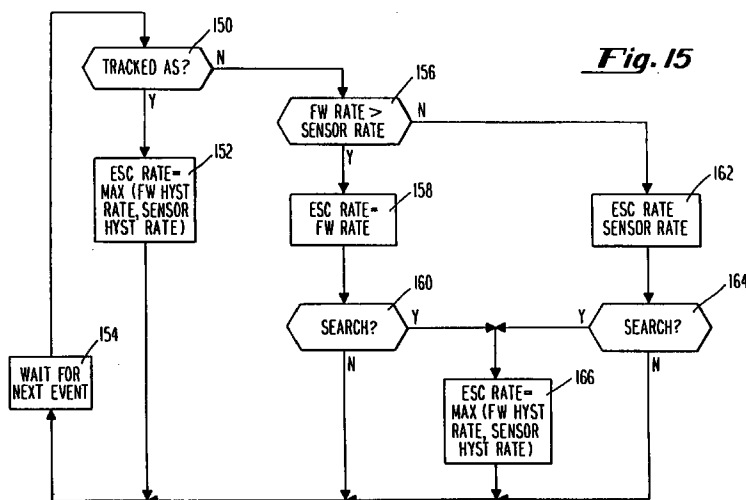 150
TRACKED AS?
N
Y
Fig. 15
156
FW RATE >
SENSOR RATE
N
Y
152
ESC RATE=
MAX (FW HYST
RATE, SENSOR
HYST RATE)
158
ESC RATE=
FW RATE
162
ESC RATE
SENSOR RATE
160
SEARCH?
Y
N
164
SEARCH?
Y
N
154
WAIT FOR
NEXT EVENT
166
ESC RATE=
MAX (FW HYST
RATE, SENSOR
HYST RATE)